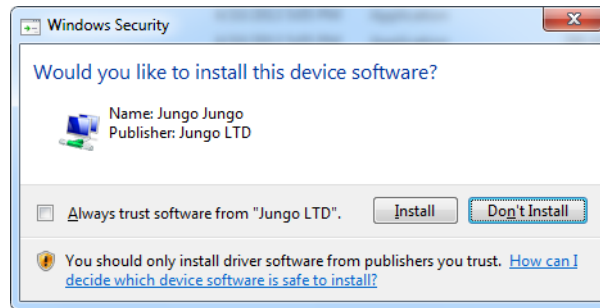 Windows Security
Would you like to install this device software?
Name: Jungo Jungo
Publisher: Jungo LTD
Always trust software from "Jungo LTD".
Install
Don't Install
You should only install driver software from publishers you trust. How can I
decide which device software is safe to install?